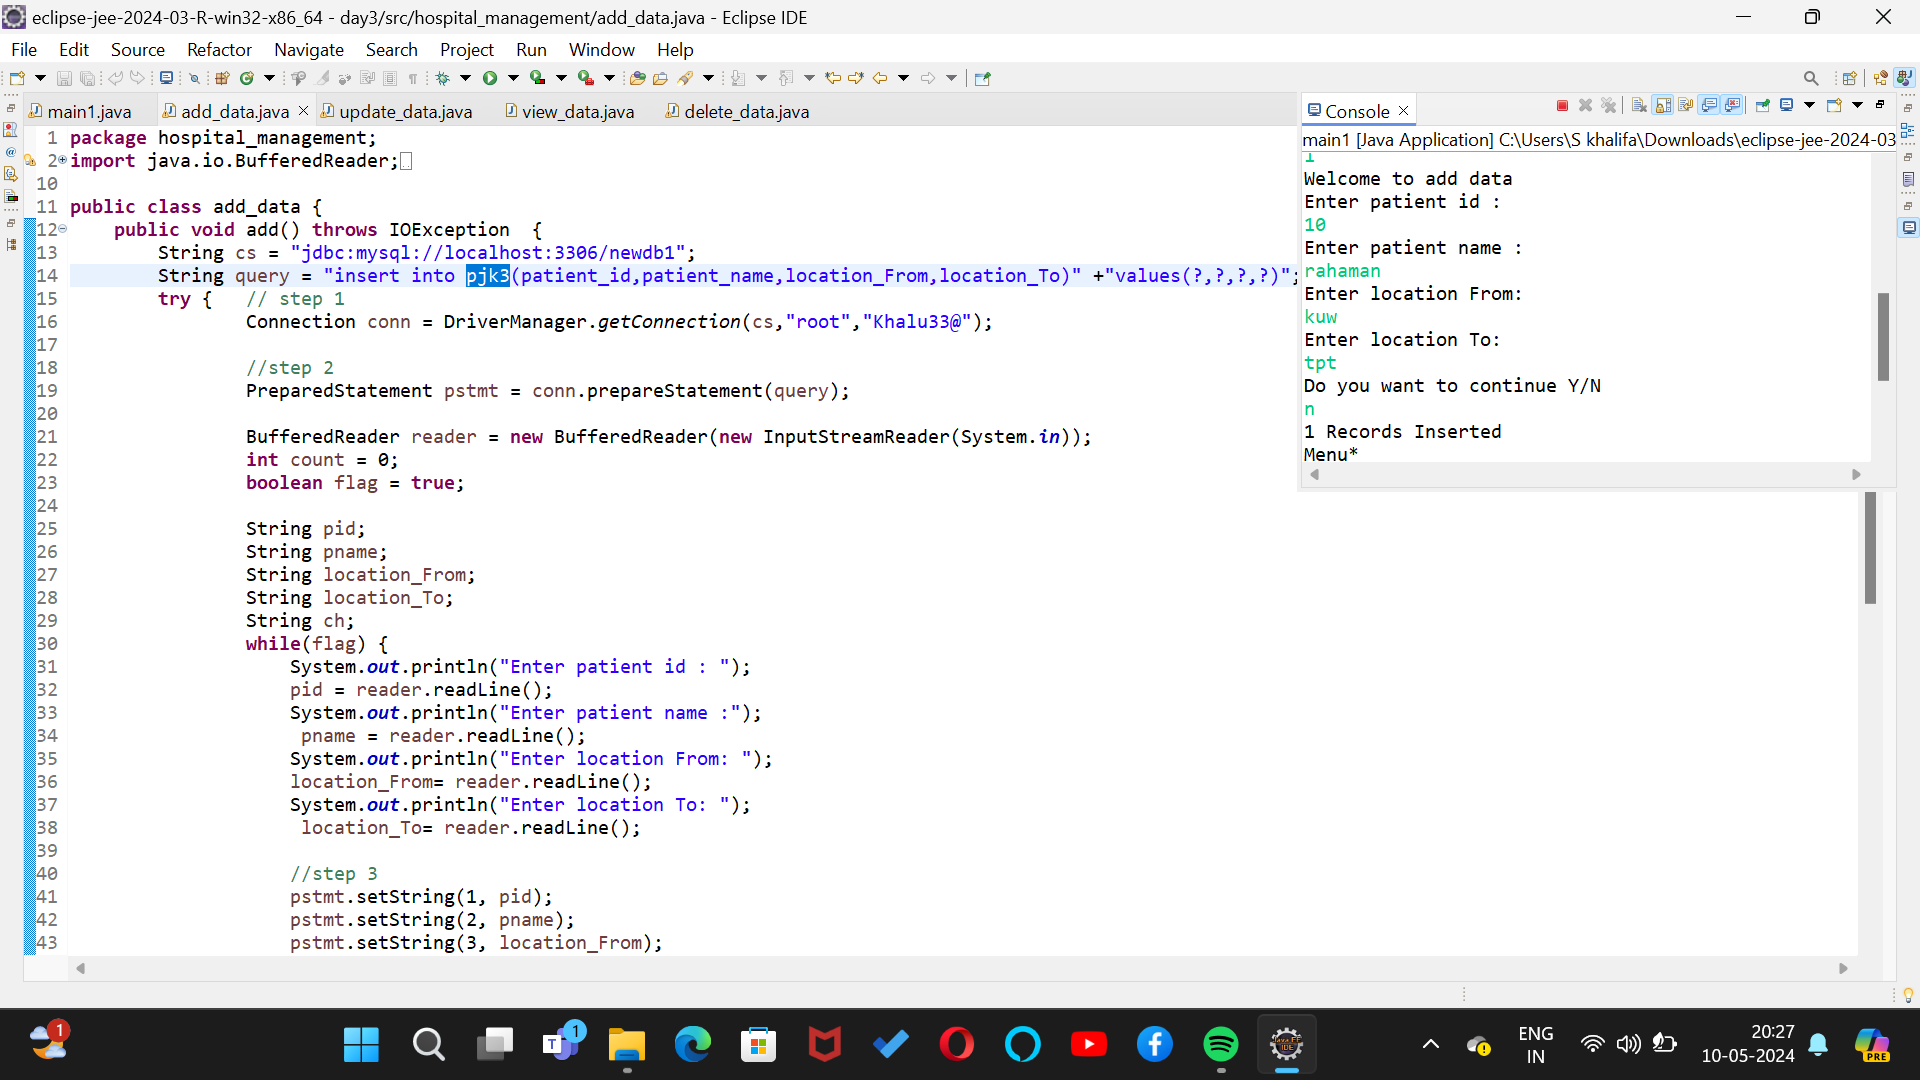 eclipse-jee-2024-03-R-win32-x86_64 - day3/src/hospital_management/add_data.java - Eclipse IDE
File Edit Source Refactor Navigate Search Project Run Window Help
main1.java add_data.java update_data.java view_data.java delete_data.java
1 package hospital_management;
2 import java.io.BufferedReader;
10
11 public class add_data {
12 public void add() throws IOException {
13 String cs = "jdbc:mysql://localhost:3306/newdb1";
14 String query = "insert into pjk3(patient_id,patient_name,location_From,location_To)" +"values(?,?,?,?)";
15 try { // step 1
16 Connection conn = DriverManager.getConnection(cs,"root","Khalu33@");
17
18 //step 2
19 PreparedStatement pstmt = conn.prepareStatement(query);
20
21 BufferedReader reader = new BufferedReader(new InputStreamReader(System.in));
22 int count = 0;
23 boolean flag = true;
24
25 String pid;
26 String pname;
27 String location_From;
28 String location_To;
29 String ch;
30 while(flag) {
31 System.out.println("Enter patient id : ");
32 pid = reader.readLine();
33 System.out.println("Enter patient name :");
34 pname = reader.readLine();
35 System.out.println("Enter location From: ");
36 location_From= reader.readLine();
37 System.out.println("Enter location To: ");
38 location_To= reader.readLine();
39
40 //step 3
41 pstmt.setString(1, pid);
42 pstmt.setString(2, pname);
43 pstmt.setString(3, location_From);
Console
main1 [Java Application] C:\Users\S khalifa\Downloads\eclipse-jee-2024-03
1
Welcome to add data
Enter patient id :
10
Enter patient name :
rahaman
Enter location From:
kuw
Enter location To:
tpt
Do you want to continue Y/N
n
1 Records Inserted
Menu*
1
1
T
Java EE
IDE
ENG
IN
20:27
10-05-2024
PRE